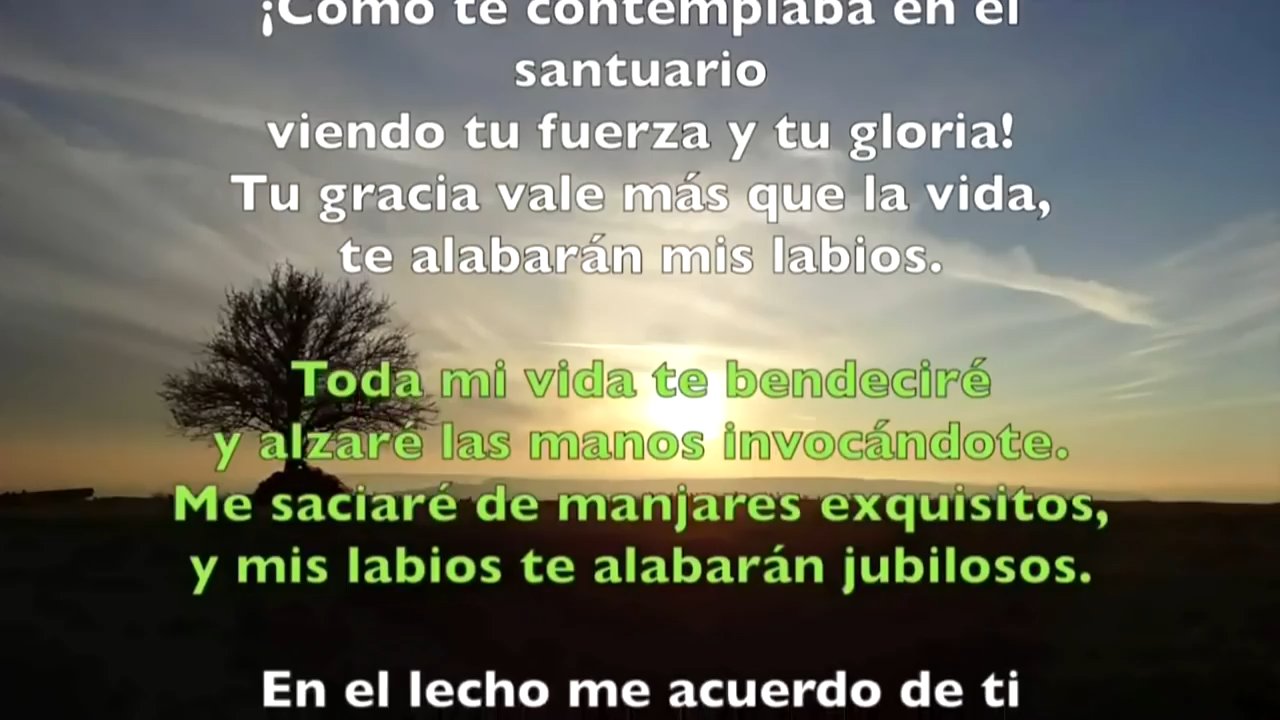 ¡Cómo te contemplaba en el
santuario
viendo tu fuerza y tu gloria!
Tu gracia vale más que la vida,
te alabarán mis labios.
Toda mi vida te bendeciré
y alzaré las manos invocándote.
Me saciaré de manjares exquisitos,
y mis labios te alabarán jubilosos.
En el lecho me acuerdo de ti